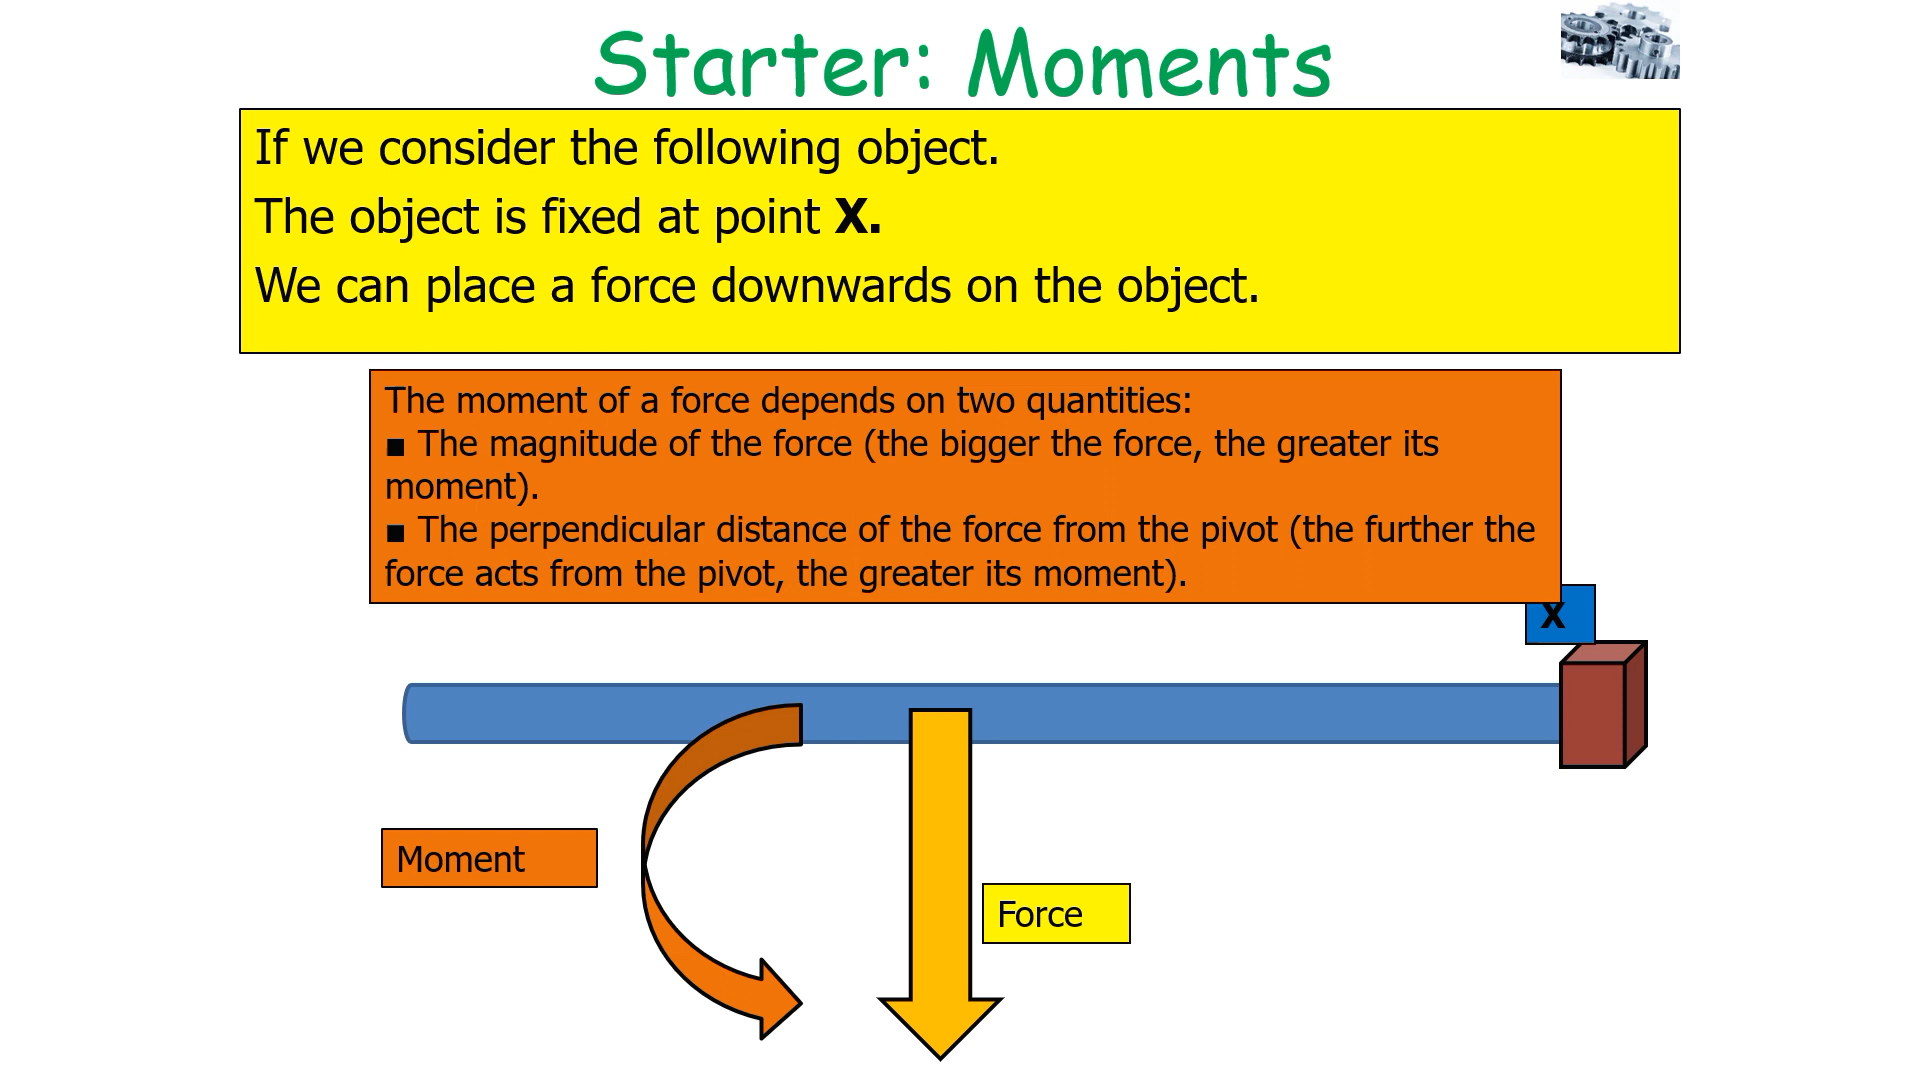 Starter: Moments
If we consider the following object.
The object is fixed at point X.
We can place a force downwards on the object.
The moment of a force depends on two quantities:
▪ The magnitude of the force (the bigger the force, the greater its
moment).
▪ The perpendicular distance of the force from the pivot (the further the
force acts from the pivot, the greater its moment).
X
Moment
Force